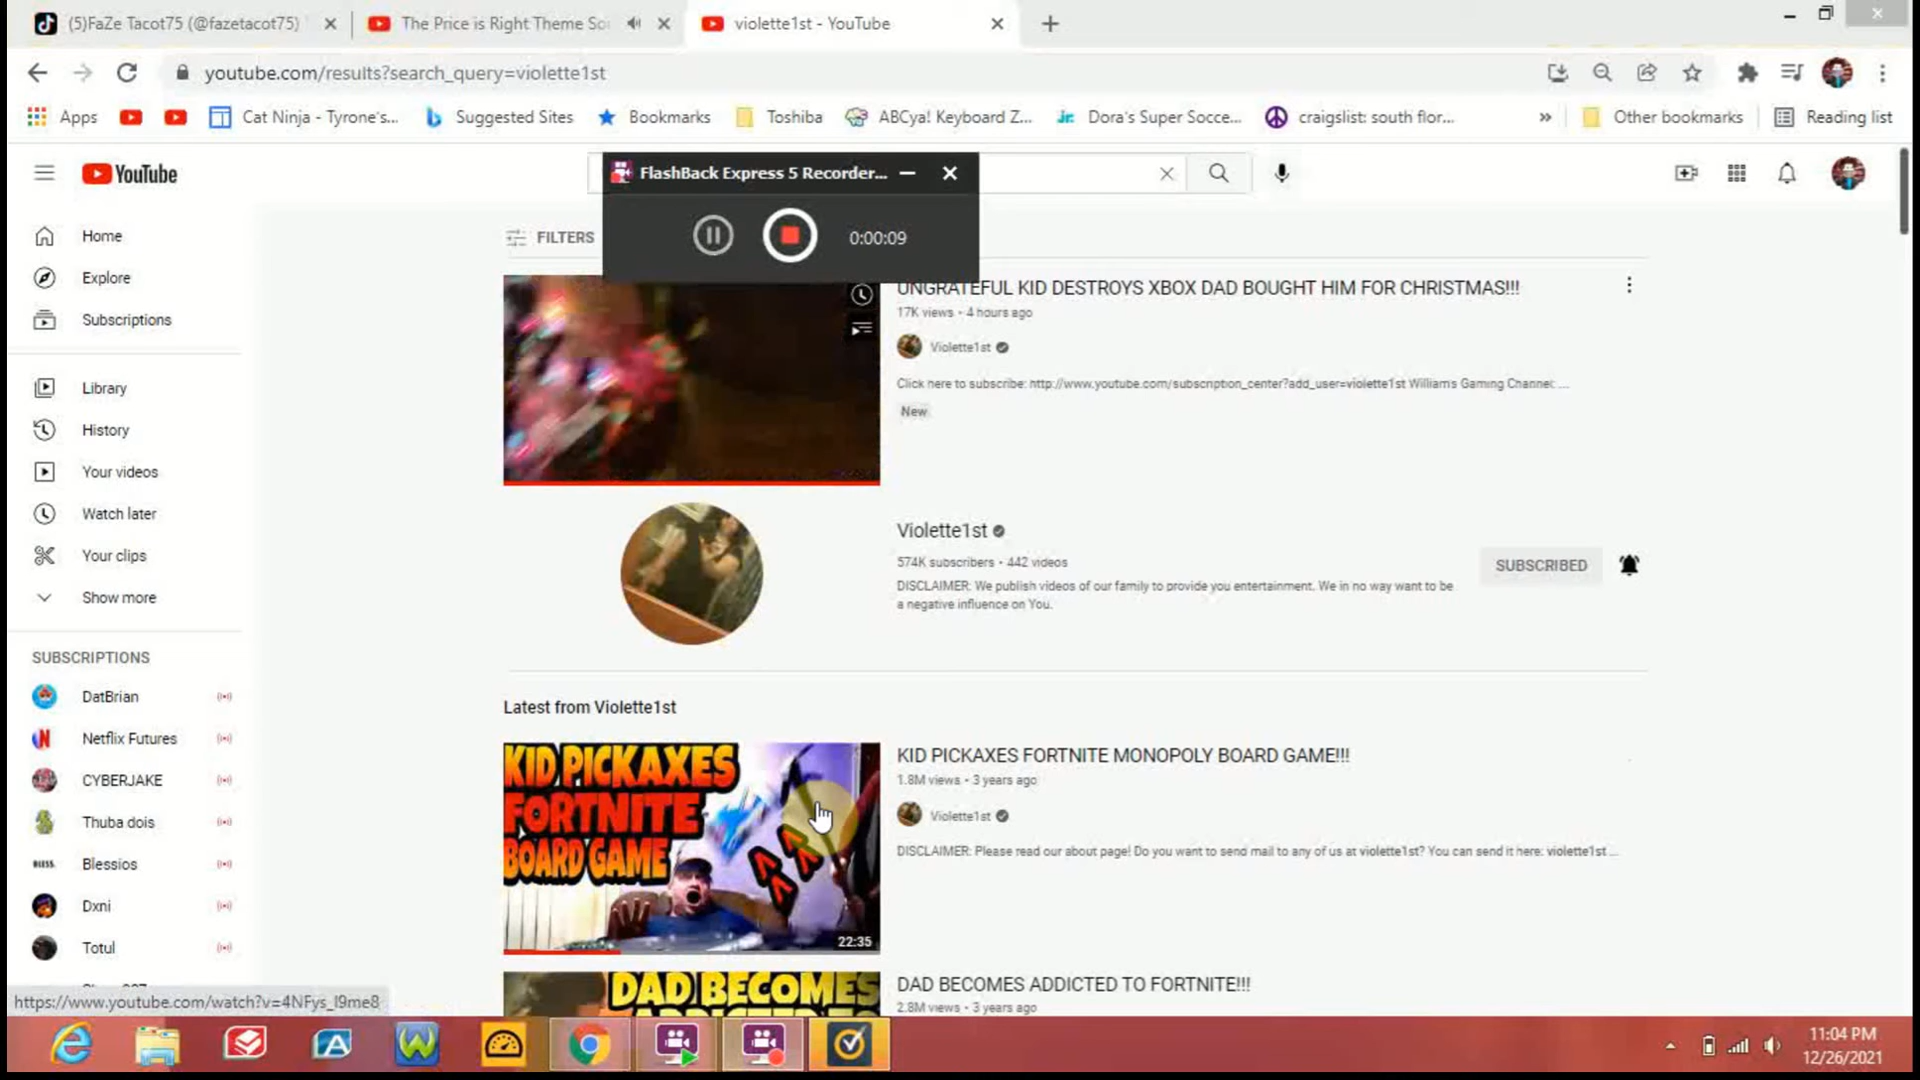 (5)FaZe Tacot75 (@fazetacot75)
The Price is Right Theme So
violette1st - YouTube
youtube.com/results?search_query=violette1st
Apps
Cat Ninja - Tyrone's...
Suggested Sites
Bookmarks
Toshiba
ABCya! Keyboard Z...
Dora's Super Socce...
craigslist: south flor...
»
Other bookmarks
Reading list
YouTube
FlashBack Express 5 Recorder...
0:00:09
Home
Explore
Subscriptions
Library
History
Your videos
Watch later
Your clips
Show more
SUBSCRIPTIONS
DatBrian
Netflix Futures
CYBERJAKE
Thuba dois
BLESS.
Blessios
Dxni
Totul
FILTERS
UNGRATEFUL KID DESTROYS XBOX DAD BOUGHT HIM FOR CHRISTMAS!!!
17K views • 4 hours ago
Violette1st
Click here to subscribe: http://www.youtube.com/subscription_center?add_user=violette1st Williams Gaming Channel: ...
New
Violette1st
574K subscribers • 442 videos
DISCLAIMER: We publish videos of our family to provide you entertainment. We in no way want to be
a negative influence on You.
SUBSCRIBED
Latest from Violette1st
KID PICKAXES
FORTNITE
BOARD GAME
22:35
KID PICKAXES FORTNITE MONOPOLY BOARD GAME!!!
1.8M views • 3 years ago
Violette1st
DISCLAIMER: Please read our about page! Do you want to send mail to any of us at violette1st? You can send it here: violette1st ...
DAD BECOMES
DAD BECOMES ADDICTED TO FORTNITE!!!
2.8M views • 3 years ago
https://www.youtube.com/watch?v=4NFys_I9me8
11:04 PM
12/26/2021